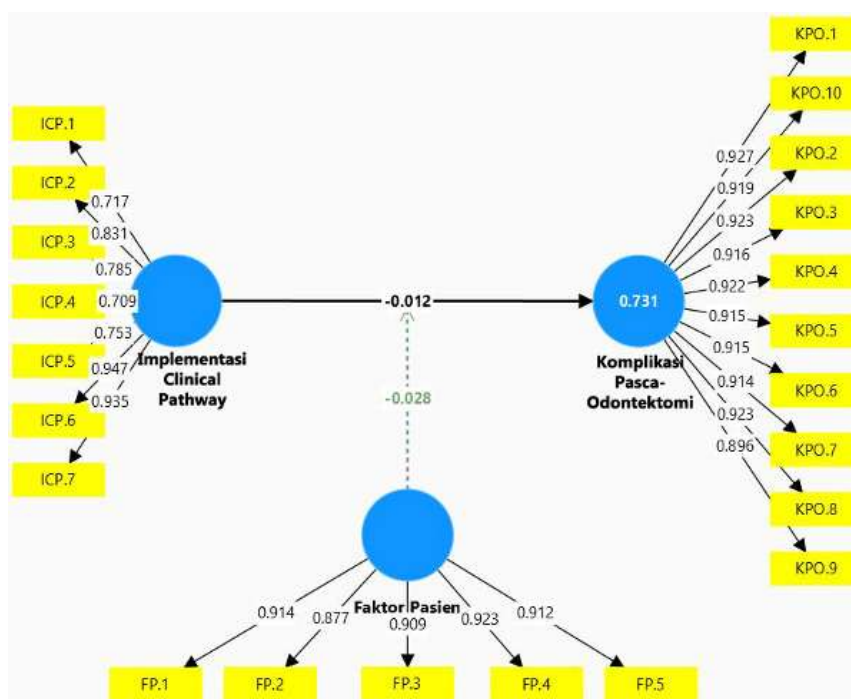 KPO.1
KPO.10
ICP.1
0.927
KPO.2
ICP.2
0.919
0.717
0.923
KPO.3
0.831
0.916
ICP.3
0.785
0.922
KPO.4
ICP.4
0.709
-0.012
0.731
0.915
KPO.5
0.753
0.915
ICP.5
Implementasi
Clinical
Pathway
Komplikasi
Pasca-
Odontektomi
KPO.6
0.947
0.914
0.935
-0.028
0.923
ICP.6
0.896
KPO.7
ICP.7
KPO.8
KPO.9
Faktor Pasien
0.914
0.877
0.909
0.923
0.912
FP.1
FP.2
FP.3
FP.4
FP.5